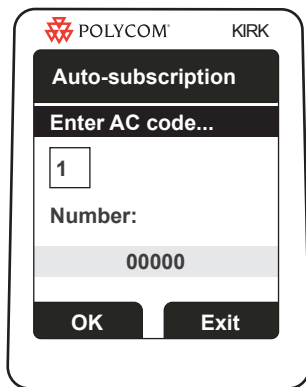 POLYCOM® KIRK
Auto-subscription
Enter AC code...
1
Number:
00000
OK Exit